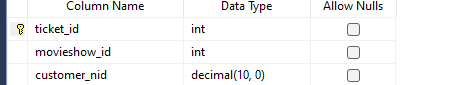 Column Name Data Type Allow Nulls
ticket_id int
movieshow_id int
customer_nid decimal(10, 0)